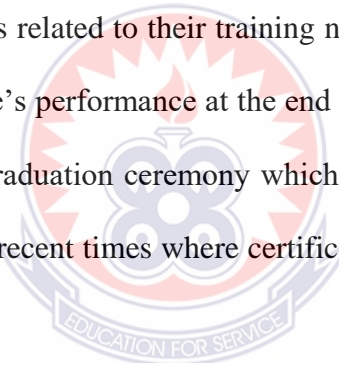 s related to their training n
e’s performance at the end
raduation ceremony which
recent times where certific
EDUCATION FOR SERVICE